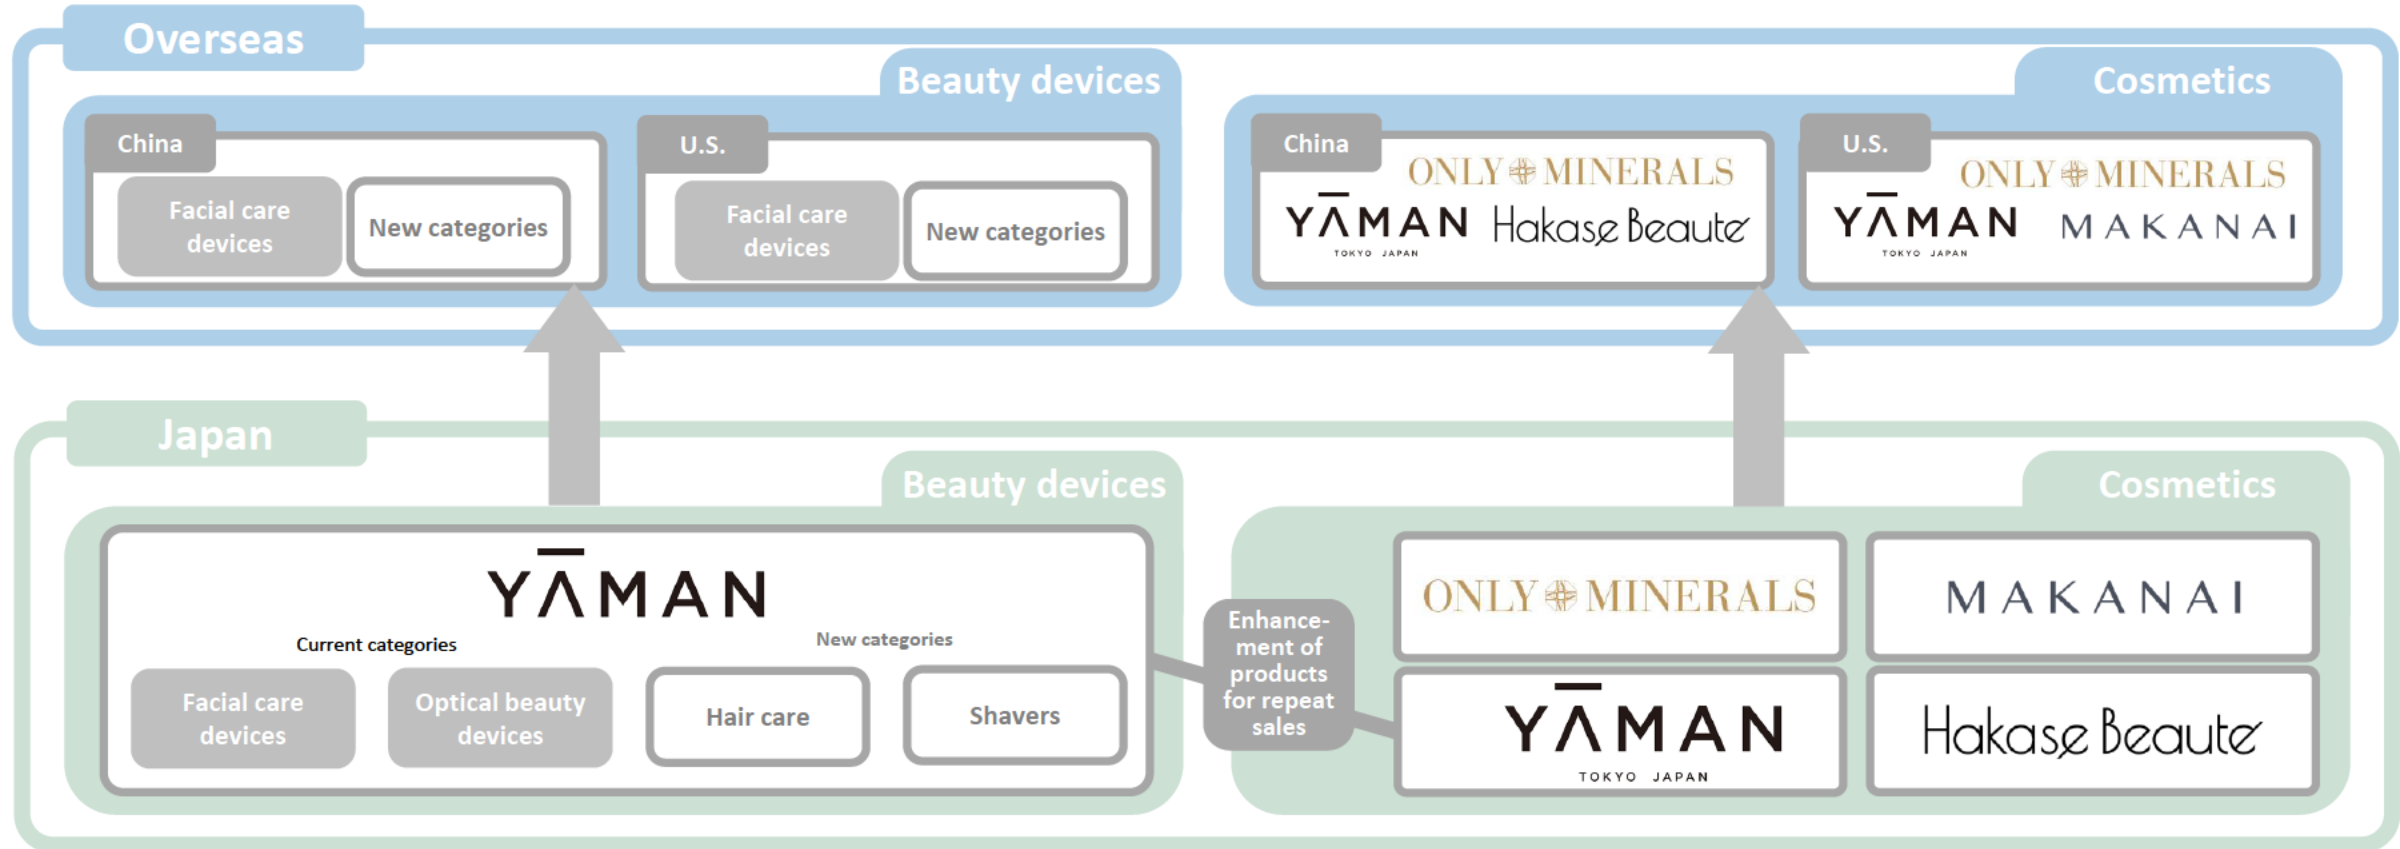 Overseas
Beauty devices
China
Facial care
devices
New categories
U.S.
Facial care
devices
New categories
Cosmetics
China
ONLY MINERALS
YĀMAN
TOKYO JAPAN
Hakase Beauté
U.S.
ONLY MINERALS
YĀMAN
TOKYO JAPAN
MAKANAI
Japan
Beauty devices
YĀMAN
Current categories
New categories
Facial care
devices
Optical beauty
devices
Hair care
Shavers
Enhance-
ment of
products
for repeat
sales
Cosmetics
ONLY MINERALS
MAKANAI
YĀMAN
TOKYO JAPAN
Hakase Beauté